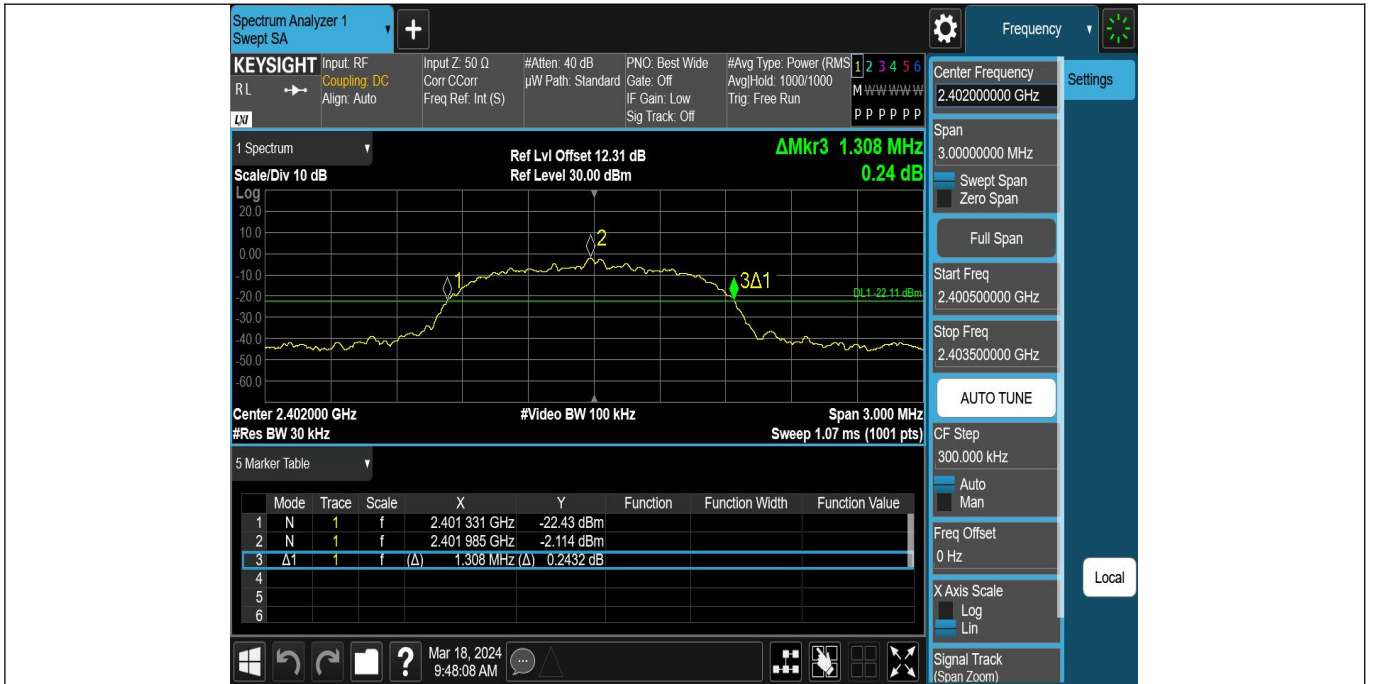 Spectrum Analyzer 1
Swept SA
+
Frequency
KEYSIGHT
RL
LXI
Input: RF
Coupling: DC
Align: Auto
Input Z: 50 Ω
Corr CCorr
Freq Ref: Int (S)
#Atten: 40 dB
µW Path: Standard
PNO: Best Wide
Gate: Off
IF Gain: Low
Sig Track: Off
#Avg Type: Power (RMS
Avg|Hold: 1000/1000
Trig: Free Run
1 2 3 4 5 6
M W W W W W
P P P P P P
1 Spectrum
Scale/Div 10 dB
Ref Lvl Offset 12.31 dB
Ref Level 30.00 dBm
ΔMkr3 1.308 MHz
0.24 dB
Log
20.0
10.0
0.00
-10.0
-20.0
-30.0
-40.0
-50.0
-60.0
1
2
3Δ1
DL1 -22.11 dBm
Center 2.402000 GHz
#Video BW 100 kHz
Span 3.000 MHz
#Res BW 30 kHz
Sweep 1.07 ms (1001 pts)
5 Marker Table
Mode Trace Scale X Y Function Function Width Function Value
1 N 1 f 2.401 331 GHz -22.43 dBm
2 N 1 f 2.401 985 GHz -2.114 dBm
3 Δ1 1 f (Δ) 1.308 MHz (Δ) 0.2432 dB
4
5
6
Mar 18, 2024
9:48:08 AM
?
Center Frequency
2.402000000 GHz
Settings
Span
3.00000000 MHz
Swept Span
Zero Span
Full Span
Start Freq
2.400500000 GHz
Stop Freq
2.403500000 GHz
AUTO TUNE
CF Step
300.000 kHz
Auto
Man
Freq Offset
0 Hz
X Axis Scale
Log
Lin
Local
Signal Track
(Span Zoom)